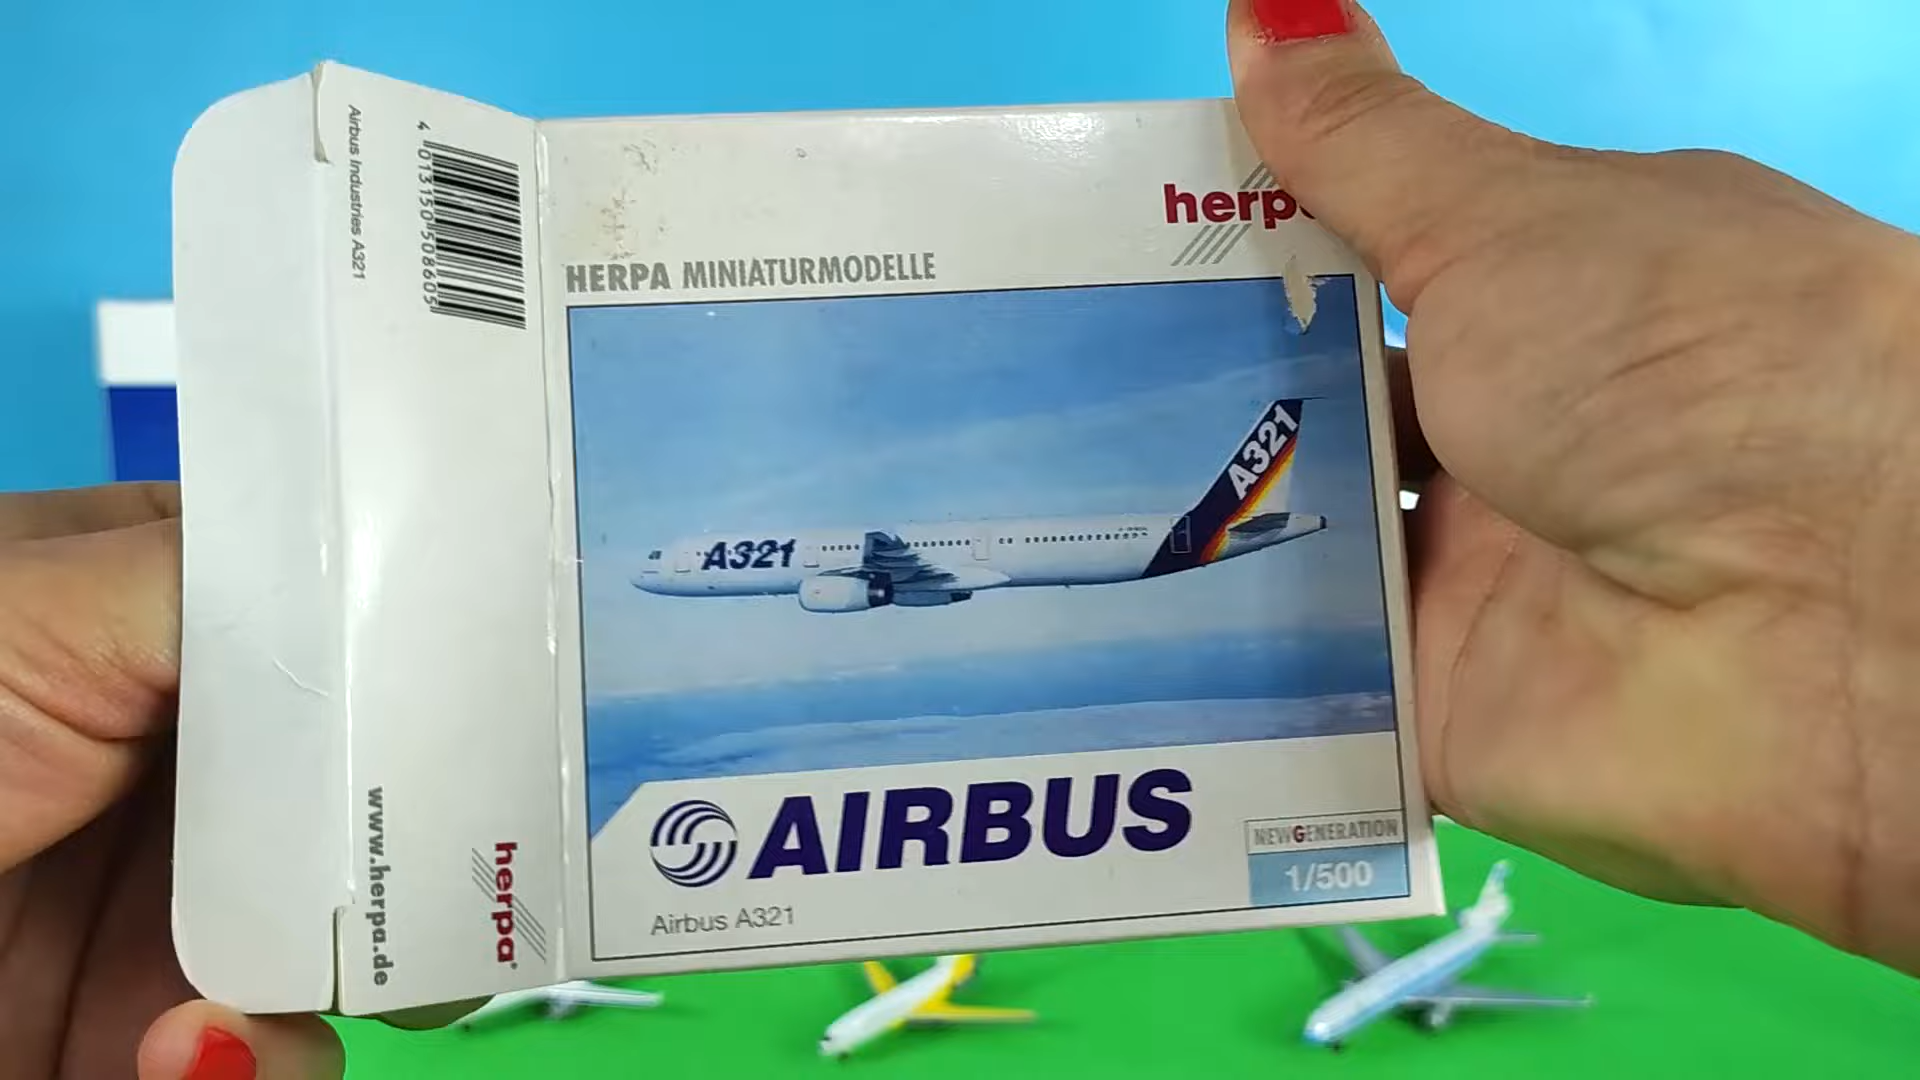 Airbus Industries A321
4 013150 508605
www.herpa.de
herpa
herp
HERPA MINIATURMODELLE
A321
A321
AIRBUS
Airbus A321
NEWGENERATION
1/500